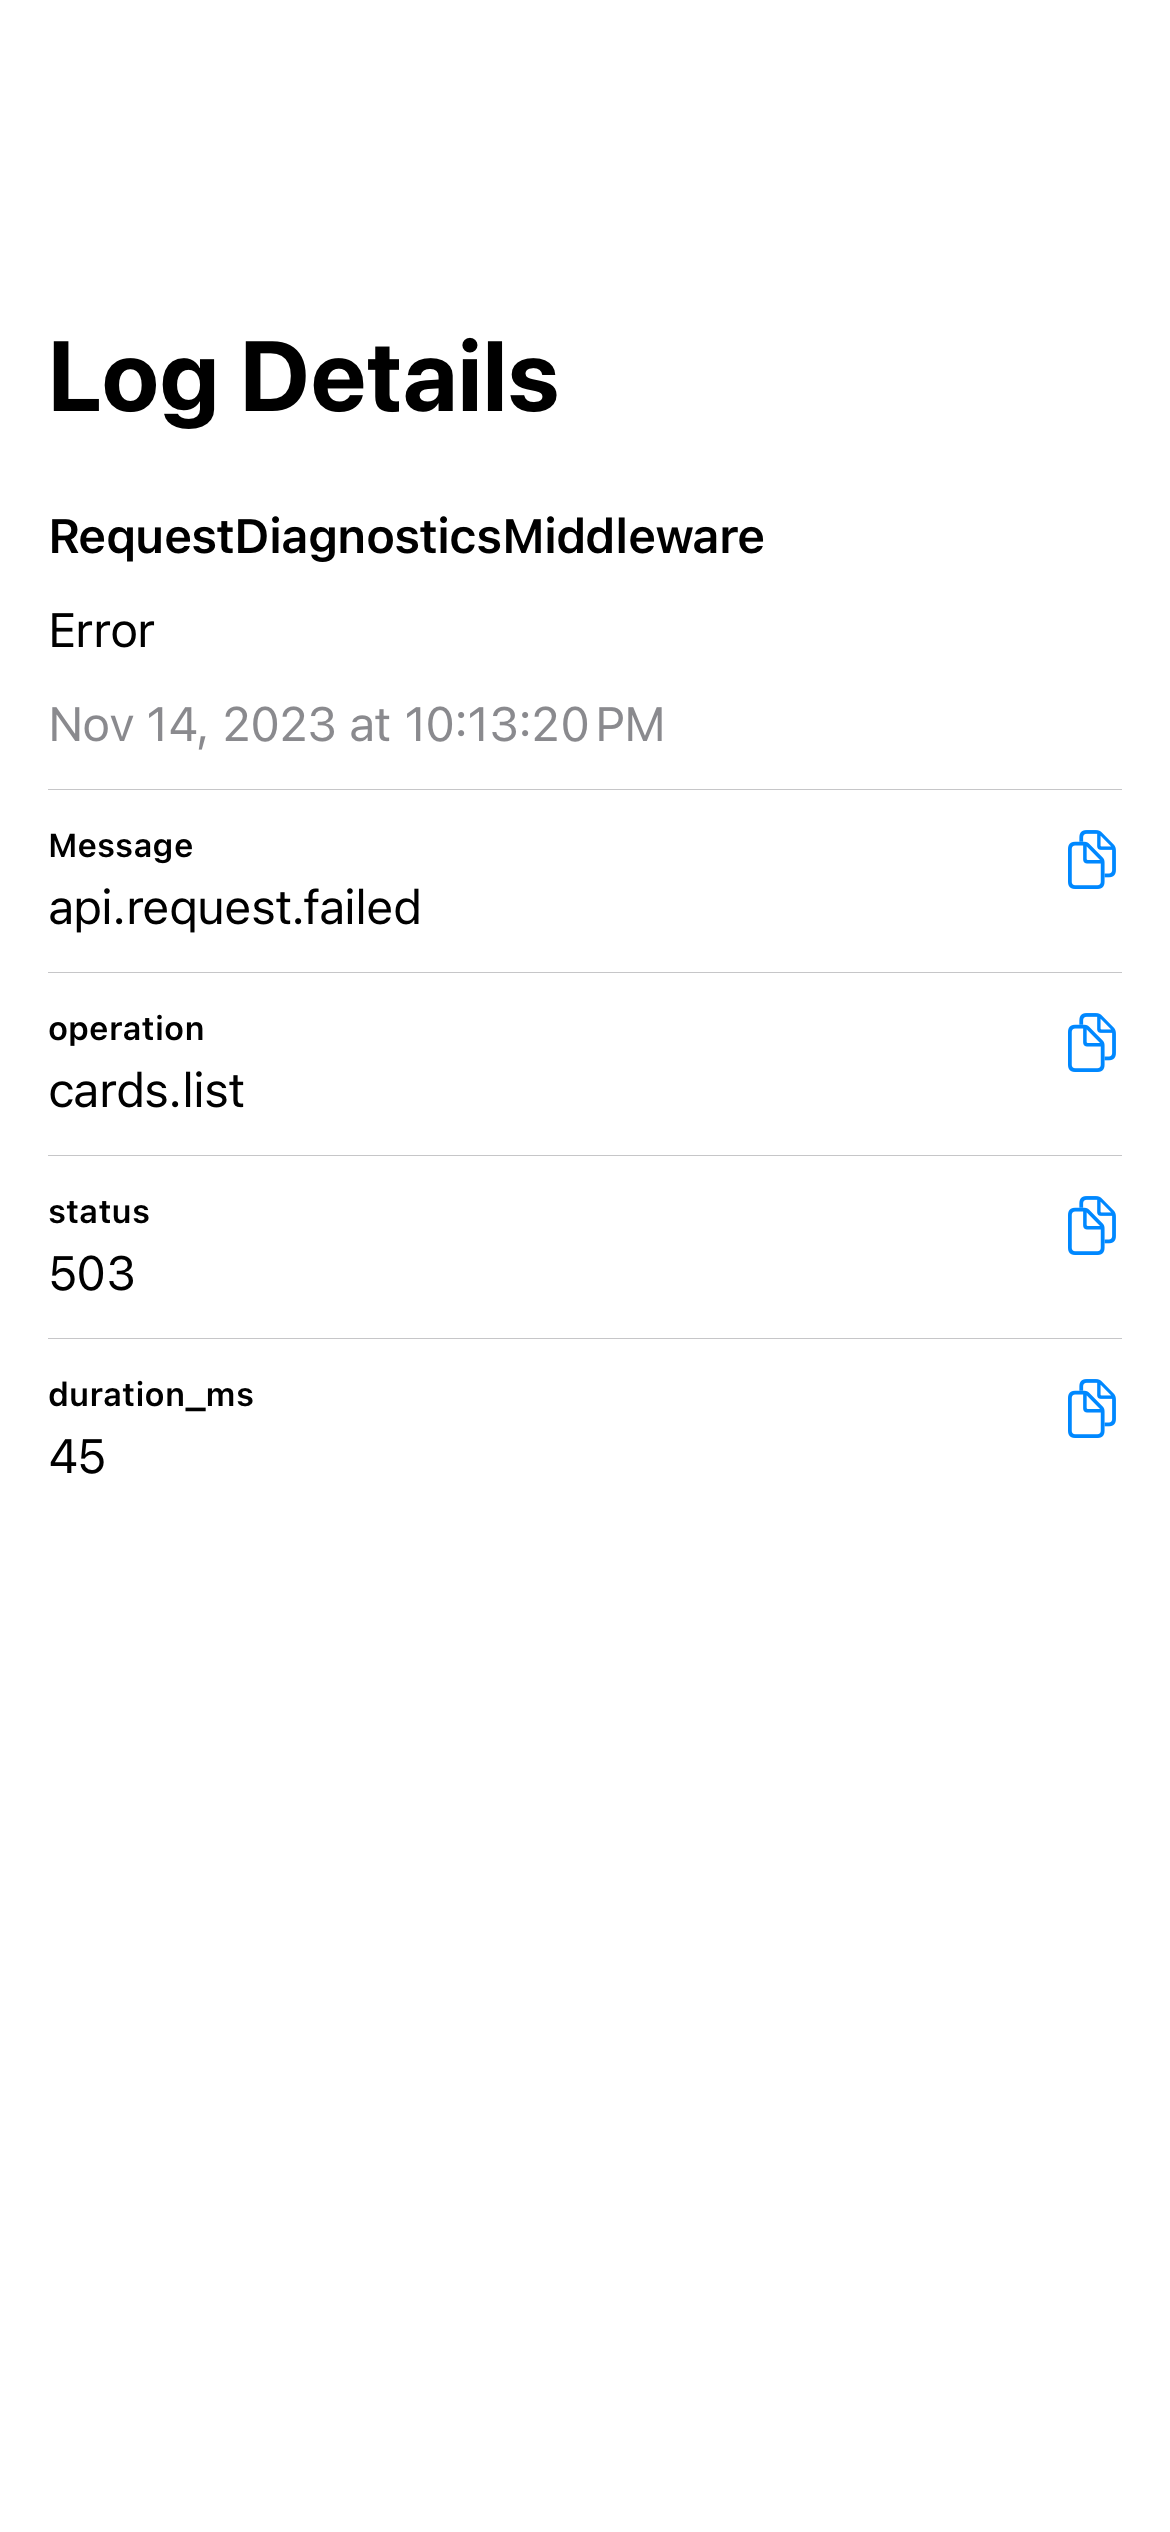 Log Details
RequestDiagnosticsMiddleware
Error
Nov 14, 2023 at 10:13:20 PM
Message
api.request.failed
operation
cards.list
status
503
duration_ms
45